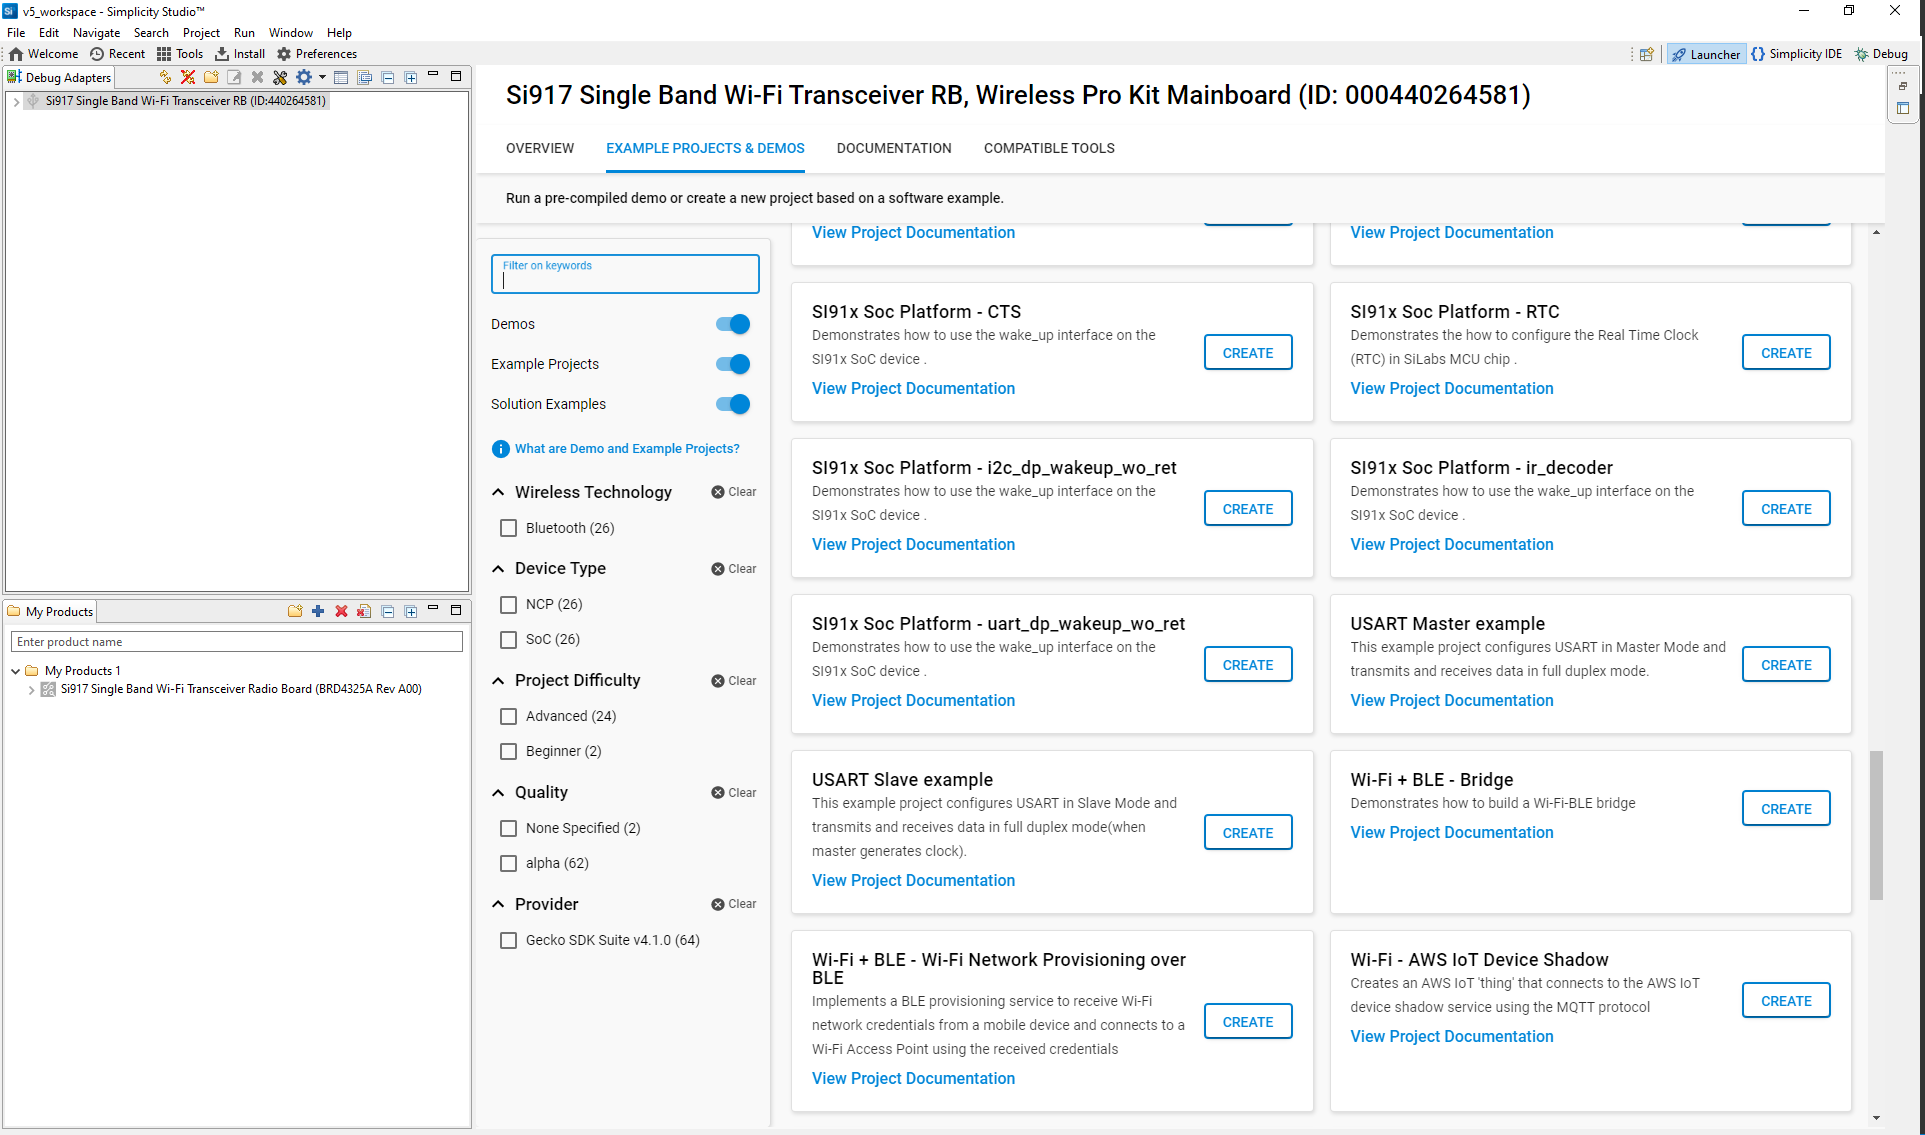 v5_workspace - Simplicity Studio™
File Edit Navigate Search Project Run Window Help
Welcome Recent Tools Install Preferences
Launcher Simplicity IDE Debug
Debug Adapters
Si917 Single Band Wi-Fi Transceiver RB (ID:440264581)
My Products
Enter product name
My Products 1
Si917 Single Band Wi-Fi Transceiver Radio Board (BRD4325A Rev A00)
Si917 Single Band Wi-Fi Transceiver RB, Wireless Pro Kit Mainboard (ID: 000440264581)
OVERVIEW EXAMPLE PROJECTS & DEMOS DOCUMENTATION COMPATIBLE TOOLS
Run a pre-compiled demo or create a new project based on a software example.
Filter on keywords
Demos
Example Projects
Solution Examples
What are Demo and Example Projects?
Wireless Technology Clear
Bluetooth (26)
Device Type Clear
NCP (26)
SoC (26)
Project Difficulty Clear
Advanced (24)
Beginner (2)
Quality Clear
None Specified (2)
alpha (62)
Provider Clear
Gecko SDK Suite v4.1.0 (64)
View Project Documentation
View Project Documentation
SI91x Soc Platform - CTS
Demonstrates how to use the wake_up interface on the
SI91x SoC device .
View Project Documentation
CREATE
SI91x Soc Platform - RTC
Demonstrates the how to configure the Real Time Clock
(RTC) in SiLabs MCU chip .
View Project Documentation
CREATE
SI91x Soc Platform - i2c_dp_wakeup_wo_ret
Demonstrates how to use the wake_up interface on the
SI91x SoC device .
View Project Documentation
CREATE
SI91x Soc Platform - ir_decoder
Demonstrates how to use the wake_up interface on the
SI91x SoC device .
View Project Documentation
CREATE
SI91x Soc Platform - uart_dp_wakeup_wo_ret
Demonstrates how to use the wake_up interface on the
SI91x SoC device .
View Project Documentation
CREATE
USART Master example
This example project configures USART in Master Mode and
transmits and receives data in full duplex mode.
View Project Documentation
CREATE
USART Slave example
This example project configures USART in Slave Mode and
transmits and receives data in full duplex mode(when
master generates clock).
View Project Documentation
CREATE
Wi-Fi + BLE - Bridge
Demonstrates how to build a Wi-Fi-BLE bridge
View Project Documentation
CREATE
Wi-Fi + BLE - Wi-Fi Network Provisioning over
BLE
Implements a BLE provisioning service to receive Wi-Fi
network credentials from a mobile device and connects to a
Wi-Fi Access Point using the received credentials
View Project Documentation
CREATE
Wi-Fi - AWS IoT Device Shadow
Creates an AWS IoT 'thing' that connects to the AWS IoT
device shadow service using the MQTT protocol
View Project Documentation
CREATE